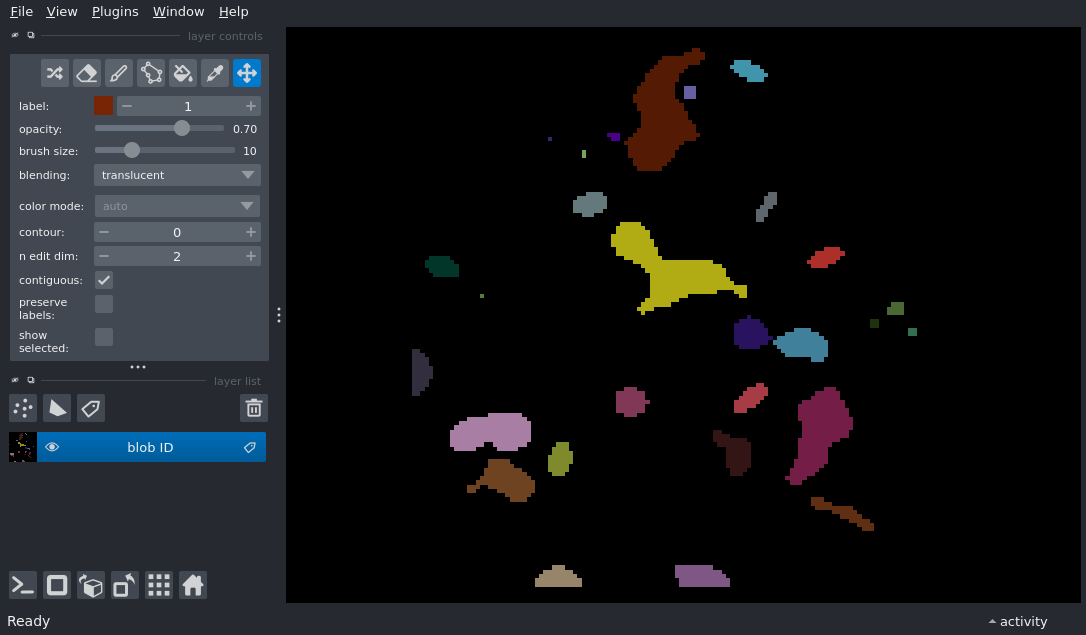 File View Plugins Window Help
layer controls
label: 1
opacity: 0.70
brush size: 10
blending: translucent
color mode: auto
contour: 0
n edit dim: 2
contiguous:
preserve
labels:
show
selected:
layer list
blob ID
Ready
activity